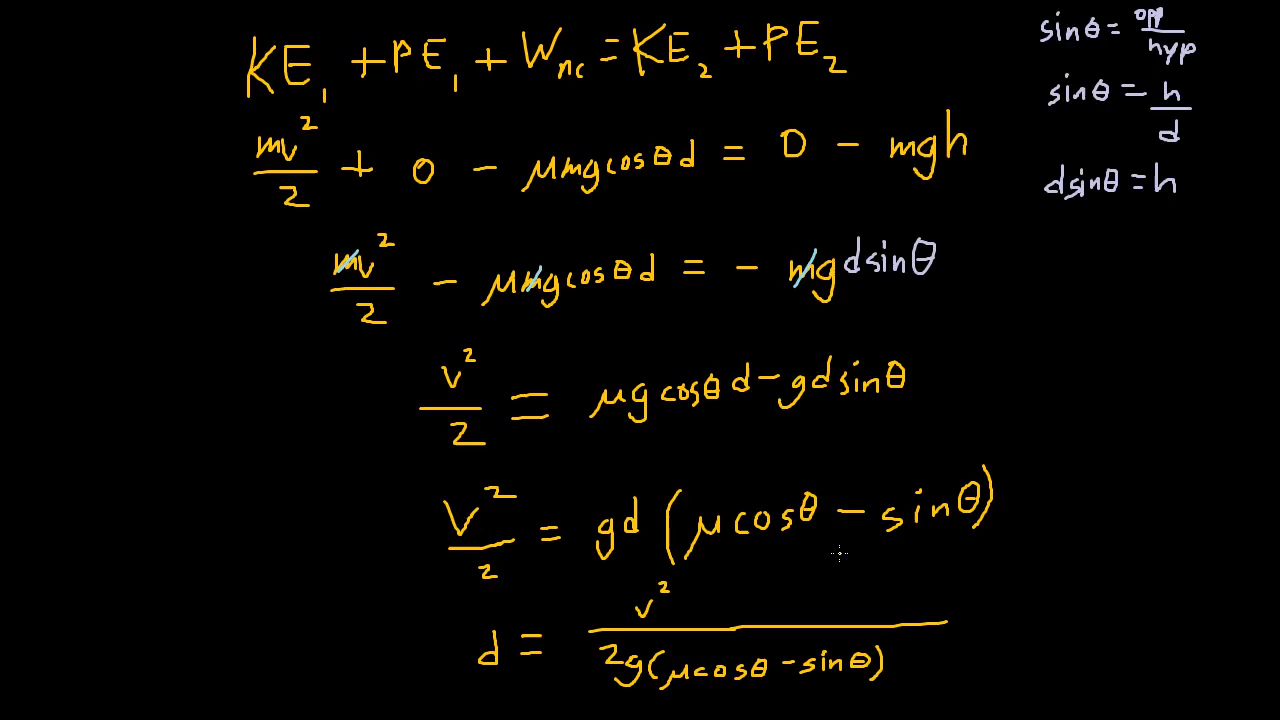 KE₁ + PE₁ + Wnc = KE₂ + PE₂
mv²/2 + 0 - μmgcosθd = 0 - mgh
mv²/2 - μmgcosθd = - mgdsinθ
v²/2 = μgcosθd - gdsinθ
v²/2 = gd(μcosθ - sinθ)
d = v²/2g(μcosθ - sinθ)
sinθ = opp/hyp
sinθ = h/d
dsinθ = h